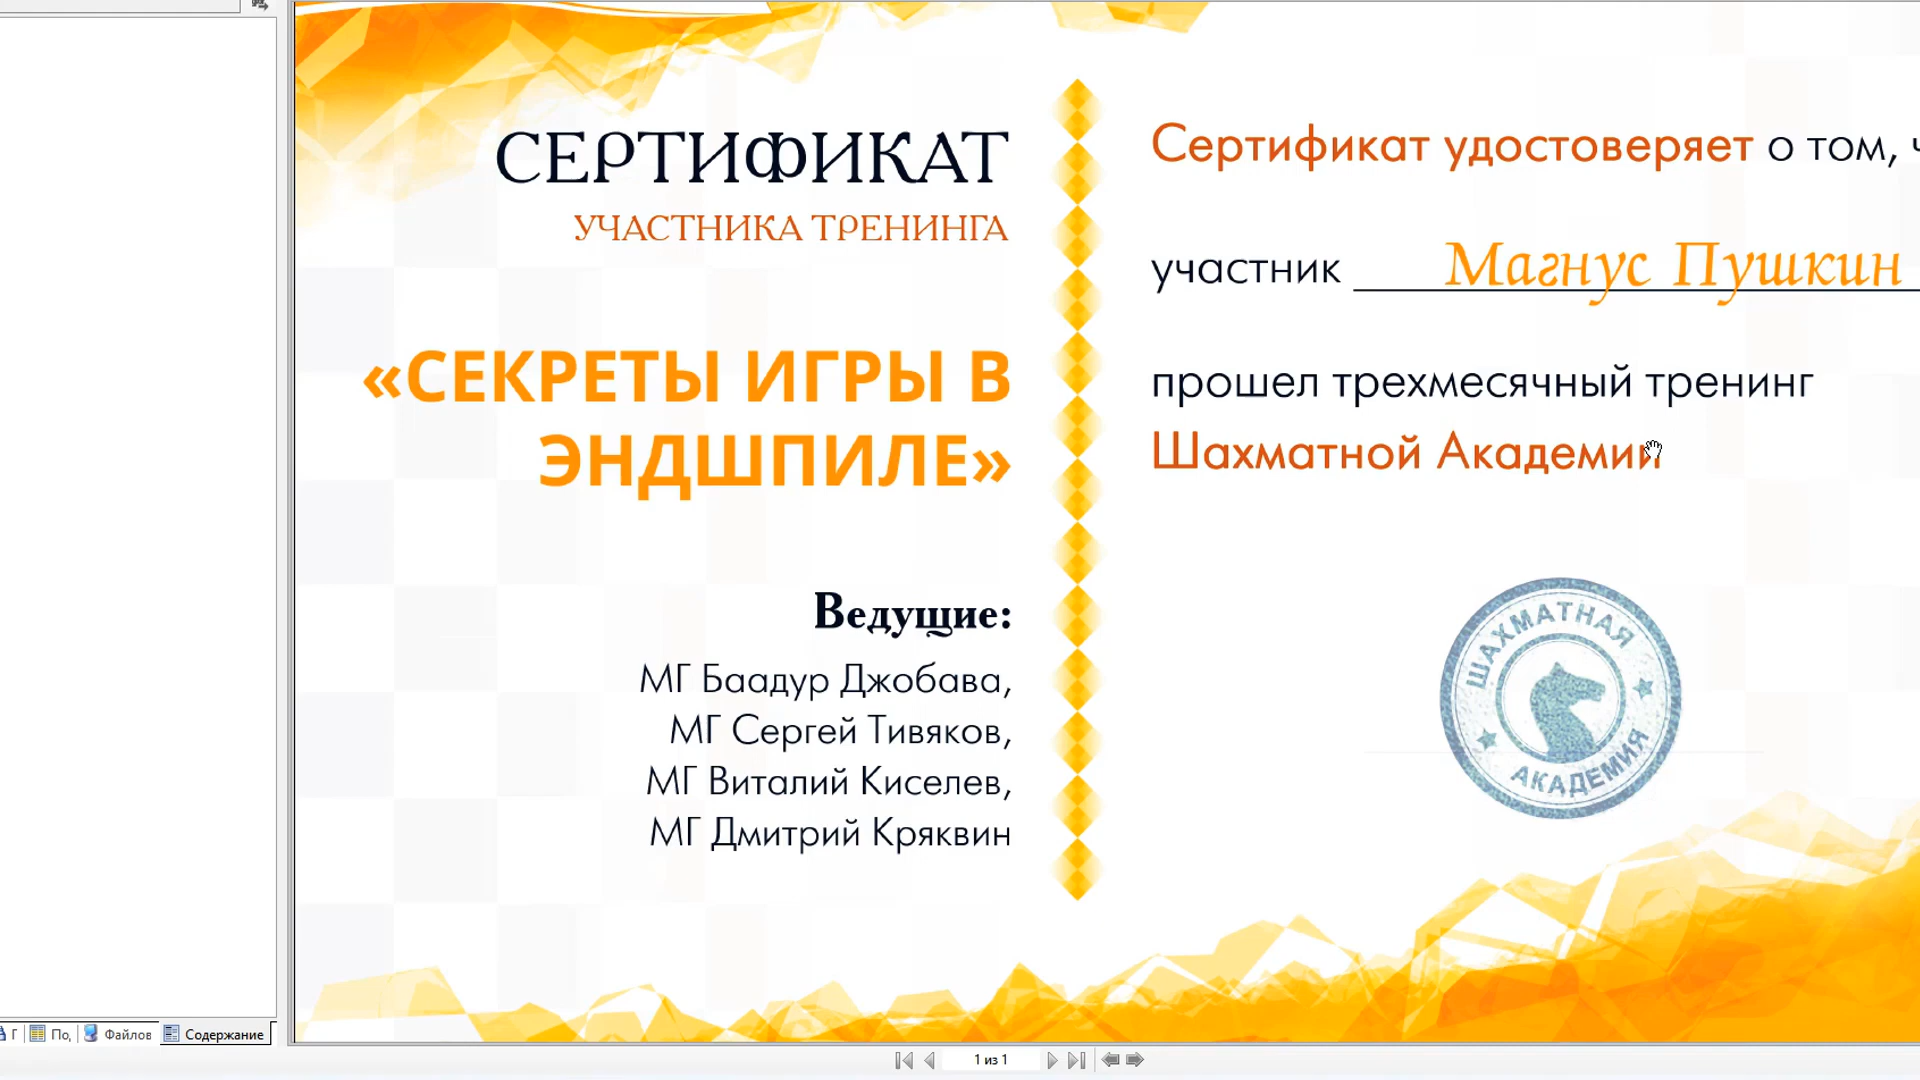 СЕРТИФИКАТ
УЧАСТНИКА ТРЕНИНГА
«СЕКРЕТЫ ИГРЫ В
ЭНДШПИЛЕ»
Ведущие:
МГ Баадур Джобава,
МГ Сергей Тивяков,
МГ Виталий Киселев,
МГ Дмитрий Кряквин
Сертификат удостоверяет о том,
участник Магнус Пушкин
прошел трехмесячный тренинг
Шахматной Академии
ШАХМАТНАЯ
АКАДЕМИЯ
Файлов
Содержание
1 из 1